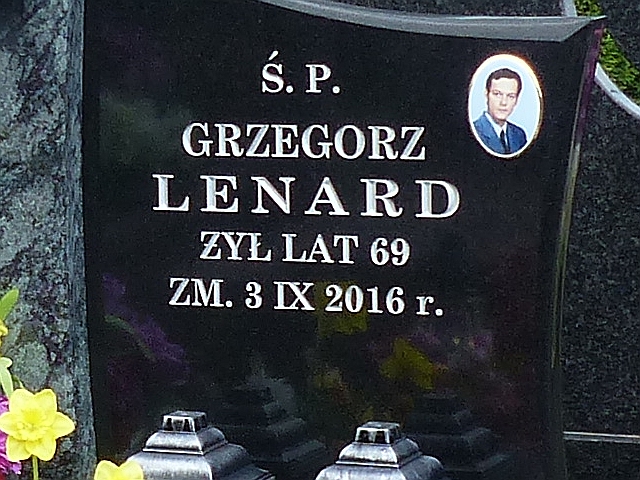 Ś. P.
GRZEGORZ
LENARD
ŻYŁ LAT 69
ZM. 3 IX 2016 r.